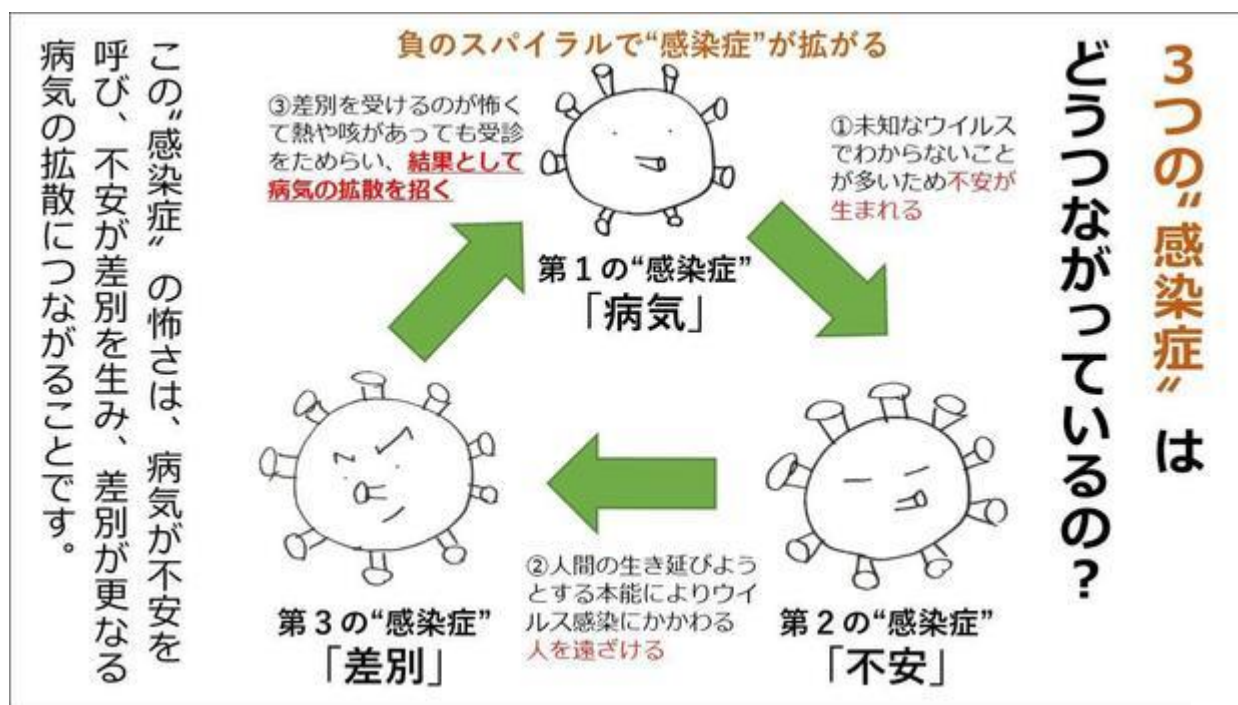 3つの“感染症”は
どうつながっているの？
負のスパイラルで“感染症”が拡がる
①未知なウイルス
でわからないこと
が多いため不安が
生まれる
第1の“感染症”
「病気」
第2の“感染症”
「不安」
②人間の生き延びよう
とする本能によりウイ
ルス感染にかかわる
人を遠ざける
第3の“感染症”
「差別」
③差別を受けるのが怖く
て熱や咳があっても受診
をためらい、結果として
病気の拡散を招く
この“感染症”の怖さは、病気が不安を
呼び、不安が差別を生み、差別が更なる
病気の拡散につながることです。